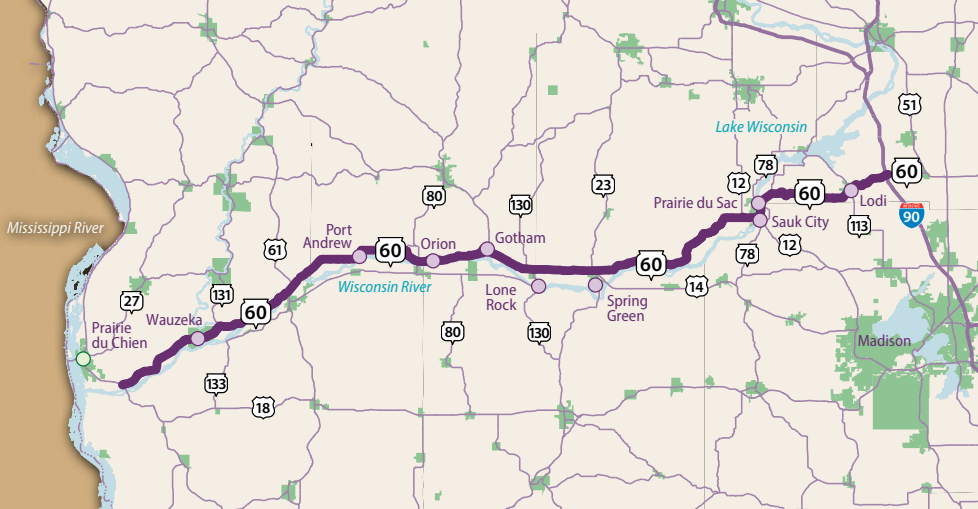 51
Lake Wisconsin
78
60
12
23
60
80
130
Prairie du Sac
Lodi
90
Mississippi River
Port
Andrew
Orion
Gotham
Sauk City
113
61
60
12
78
60
Wisconsin River
Lone
Rock
14
27
131
Spring
Green
60
Wauzeka
Prairie
du Chien
80
130
Madison
133
18